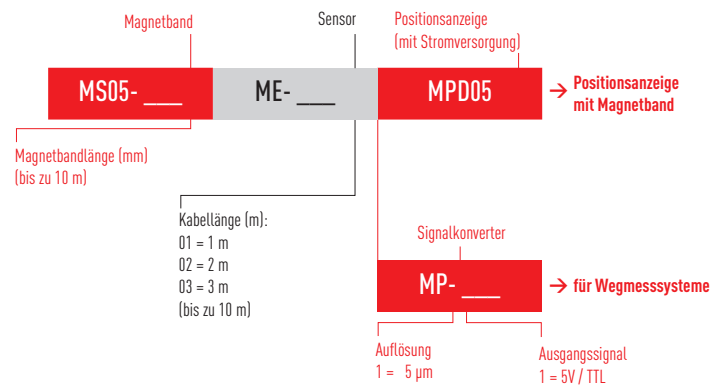 Magnetband
Sensor
Positionsanzeige
(mit Stromversorgung)
MS05- ___
ME- ___
MPD05
→ Positionsanzeige
mit Magnetband
Magnetbandlänge (mm)
(bis zu 10 m)
Kabellänge (m):
01 = 1 m
02 = 2 m
03 = 3 m
(bis zu 10 m)
Signalkonverter
MP- ___
→ für Wegmesssysteme
Auflösung
1 = 5 µm
Ausgangssignal
1 = 5V / TTL